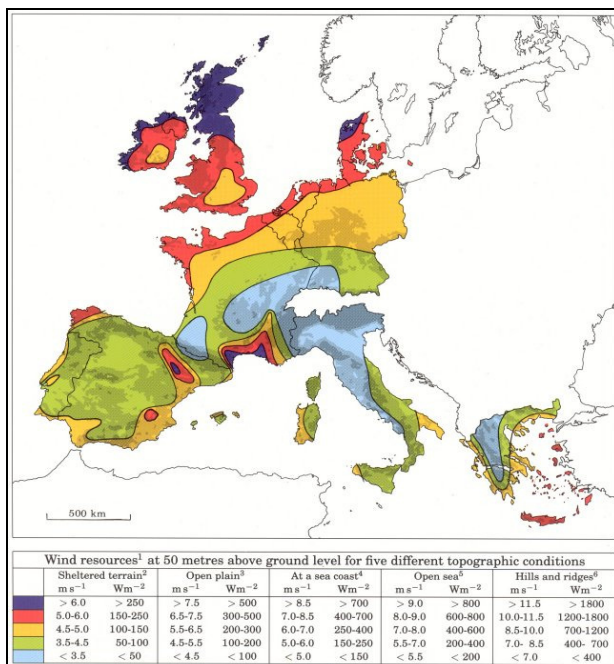 500 km
Wind resources¹ at 50 metres above ground level for five different topographic conditions
Sheltered terrain² Open plain³ At a sea coast⁴ Open sea⁵ Hills and ridges⁶
m s⁻¹ Wm⁻² m s⁻¹ Wm⁻² m s⁻¹ Wm⁻² m s⁻¹ Wm⁻² m s⁻¹ Wm⁻²
> 6.0 > 250 > 7.5 > 500 > 8.5 > 700 > 9.0 > 800 > 11.5 > 1800
5.0-6.0 150-250 6.5-7.5 300-500 7.0-8.5 400-700 8.0-9.0 600-800 10.0-11.5 1200-1800
4.5-5.0 100-150 5.5-6.5 200-300 6.0-7.0 250-400 7.0-8.0 400-600 8.5-10.0 700-1200
3.5-4.5 50-100 4.5-5.5 100-200 5.0-6.0 150-250 5.5-7.0 200-400 7.0- 8.5 400- 700
< 3.5 < 50 < 4.5 < 100 < 5.0 < 150 < 5.5 < 200 < 7.0 < 400